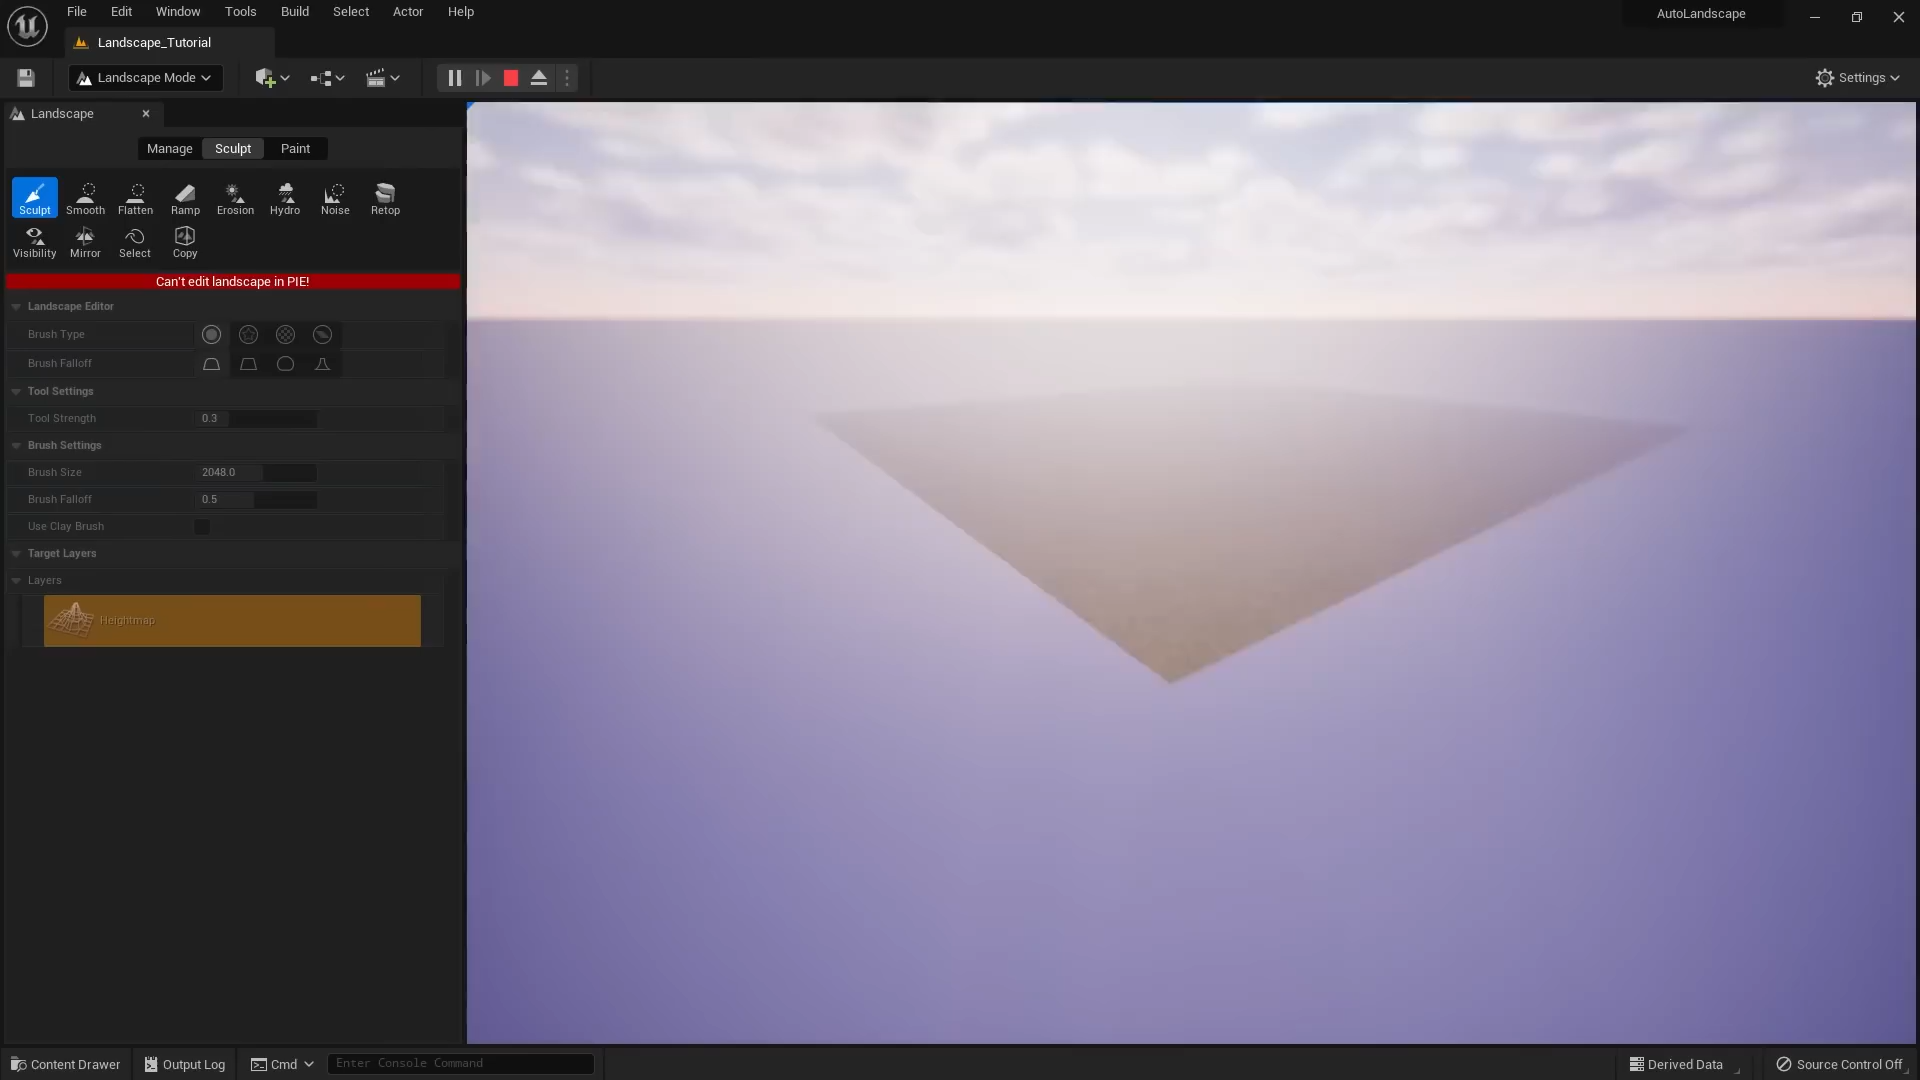 File Edit Window Tools Build Select Actor Help
AutoLandscape
Landscape_Tutorial
Landscape Mode
Settings
Landscape
Manage Sculpt Paint
Sculpt Smooth Flatten Ramp Erosion Hydro Noise Retop
Visibility Mirror Select Copy
Can't edit landscape in PIE!
Landscape Editor
Brush Type
Brush Falloff
Tool Settings
Tool Strength 0.3
Brush Settings
Brush Size 2048.0
Brush Falloff 0.5
Use Clay Brush
Target Layers
Layers
Heightmap
Content Drawer Output Log Cmd Enter Console Command Derived Data Source Control Off